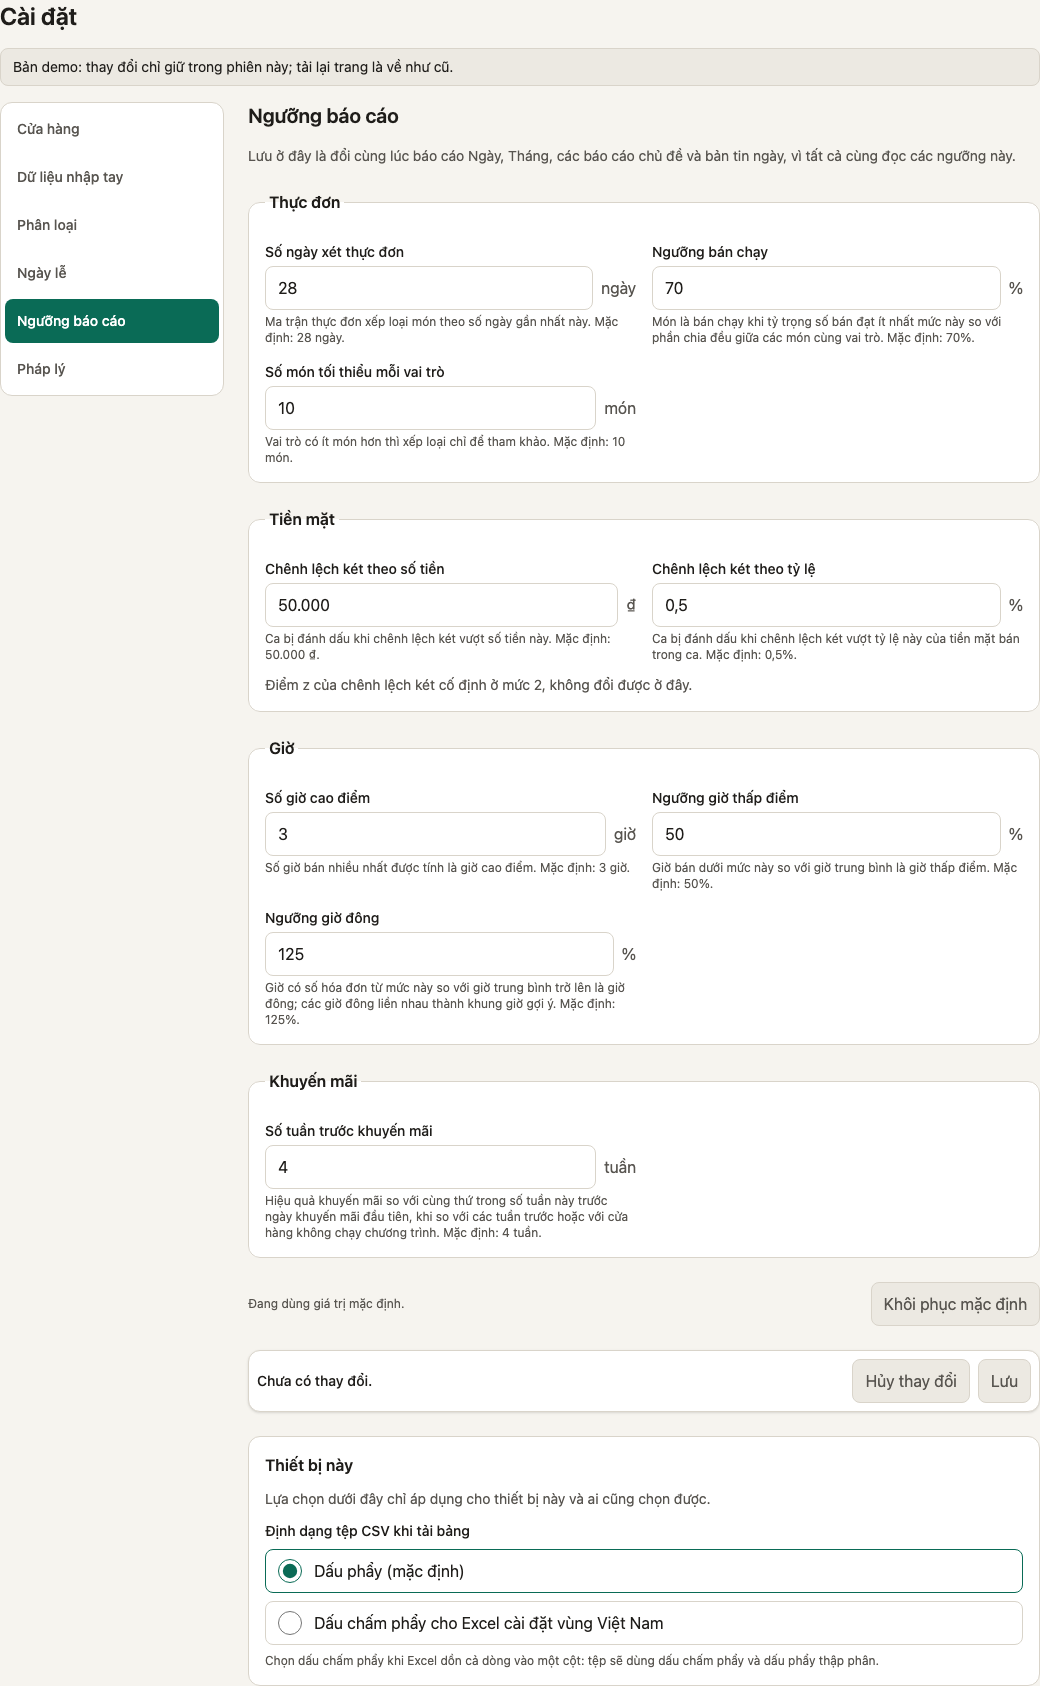 Cài đặt
Bản demo: thay đổi chỉ giữ trong phiên này; tải lại trang là về như cũ.
Cửa hàng
Dữ liệu nhập tay
Phân loại
Ngày lễ
Ngưỡng báo cáo
Pháp lý
Ngưỡng báo cáo
Lưu ở đây là đổi cùng lúc báo cáo Ngày, Tháng, các báo cáo chủ đề và bản tin ngày, vì tất cả cùng đọc các ngưỡng này.
Thực đơn
Số ngày xét thực đơn
28 ngày
Ma trận thực đơn xếp loại món theo số ngày gần nhất này. Mặc
định: 28 ngày.
Ngưỡng bán chạy
70 %
Món là bán chạy khi tỷ trọng số bán đạt ít nhất mức này so với
phần chia đều giữa các món cùng vai trò. Mặc định: 70%.
Số món tối thiểu mỗi vai trò
10 món
Vai trò có ít món hơn thì xếp loại chỉ để tham khảo. Mặc định: 10
món.
Tiền mặt
Chênh lệch két theo số tiền
50.000 ₫
Ca bị đánh dấu khi chênh lệch két vượt số tiền này. Mặc định:
50.000 ₫.
Chênh lệch két theo tỷ lệ
0,5 %
Ca bị đánh dấu khi chênh lệch két vượt tỷ lệ này của tiền mặt bán
trong ca. Mặc định: 0,5%.
Điểm z của chênh lệch két cố định ở mức 2, không đổi được ở đây.
Giờ
Số giờ cao điểm
3 giờ
Số giờ bán nhiều nhất được tính là giờ cao điểm. Mặc định: 3 giờ.
Ngưỡng giờ thấp điểm
50 %
Giờ bán dưới mức này so với giờ trung bình là giờ thấp điểm. Mặc
định: 50%.
Ngưỡng giờ đông
125 %
Giờ có số hóa đơn từ mức này so với giờ trung bình trở lên là giờ
đông; các giờ đông liền nhau thành khung giờ gợi ý. Mặc định:
125%.
Khuyến mãi
Số tuần trước khuyến mãi
4 tuần
Hiệu quả khuyến mãi so với cùng thứ trong số tuần này trước
ngày khuyến mãi đầu tiên, khi so với các tuần trước hoặc với cửa
hàng không chạy chương trình. Mặc định: 4 tuần.
Đang dùng giá trị mặc định.
Khôi phục mặc định
Chưa có thay đổi.
Hủy thay đổi
Lưu
Thiết bị này
Lựa chọn dưới đây chỉ áp dụng cho thiết bị này và ai cũng chọn được.
Định dạng tệp CSV khi tải bảng
Dấu phẩy (mặc định)
Dấu chấm phẩy cho Excel cài đặt vùng Việt Nam
Chọn dấu chấm phẩy khi Excel dồn cả dòng vào một cột: tệp sẽ dùng dấu chấm phẩy và dấu phẩy thập phân.